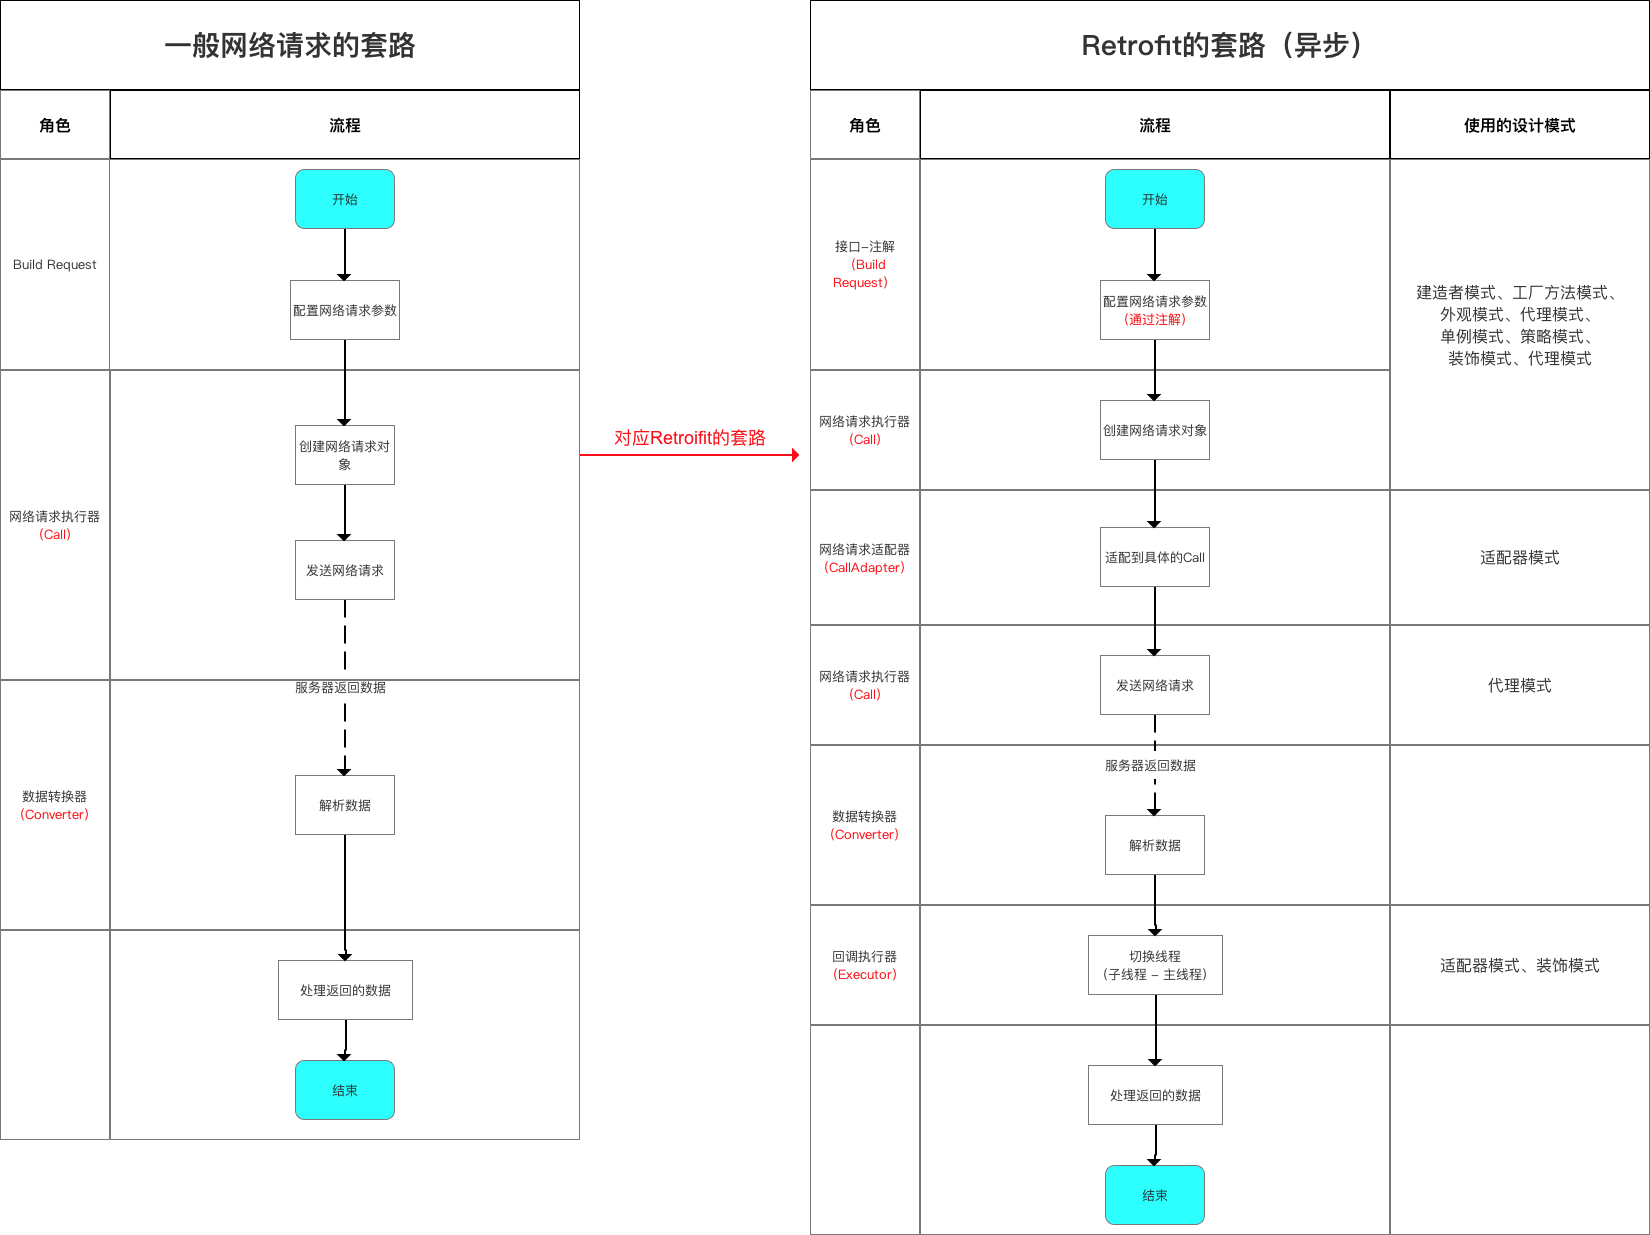 一般网络请求的套路
角色
流程
Build Request
开始
配置网络请求参数
网络请求执行器
（Call）
创建网络请求对
象
发送网络请求
服务器返回数据
数据转换器
（Converter）
解析数据
处理返回的数据
结束
对应Retroifit的套路
Retrofit的套路（异步）
角色
流程
使用的设计模式
接口-注解
（Build
Request）
开始
配置网络请求参数
（通过注解）
建造者模式、工厂方法模式、
外观模式、代理模式、
单例模式、策略模式、
装饰模式、代理模式
网络请求执行器
（Call）
创建网络请求对象
网络请求适配器
（CallAdapter）
适配到具体的Call
适配器模式
网络请求执行器
（Call）
发送网络请求
代理模式
服务器返回数据
数据转换器
（Converter）
解析数据
回调执行器
（Executor）
切换线程
（子线程 - 主线程）
适配器模式、装饰模式
处理返回的数据
结束